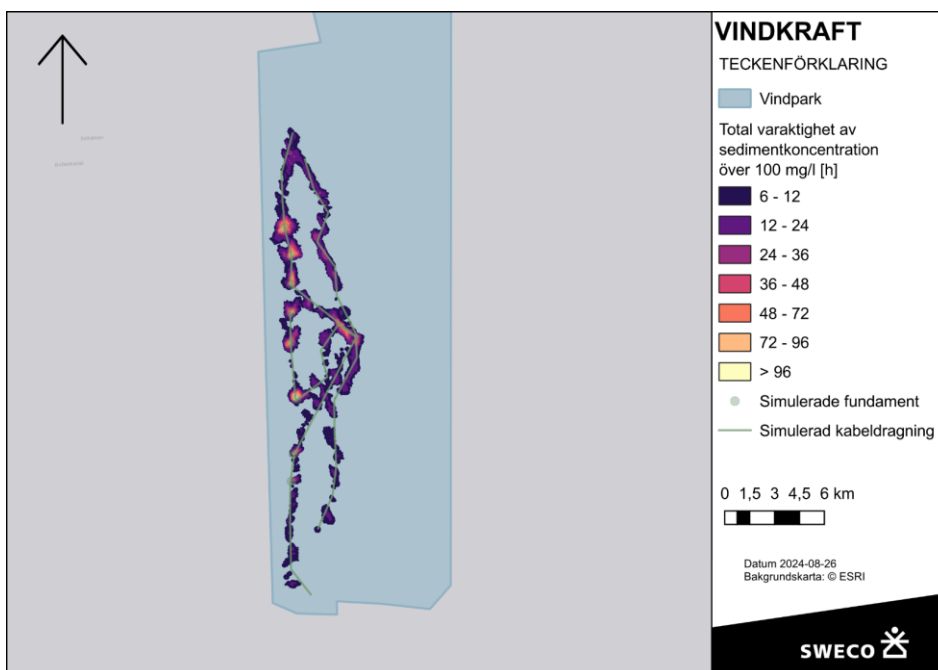 VINDKRAFT
TECKENFÖRKLARING
Vindpark
Total varaktighet av
sedimentkoncentration
över 100 mg/l [h]
6 - 12
12 - 24
24 - 36
36 - 48
48 - 72
72 - 96
> 96
Simulerade fundament
Simulerad kabeldragning
0 1,5 3 4,5 6 km
Datum 2024-08-26
Bakgrundskarta: © ESRI
SWECO